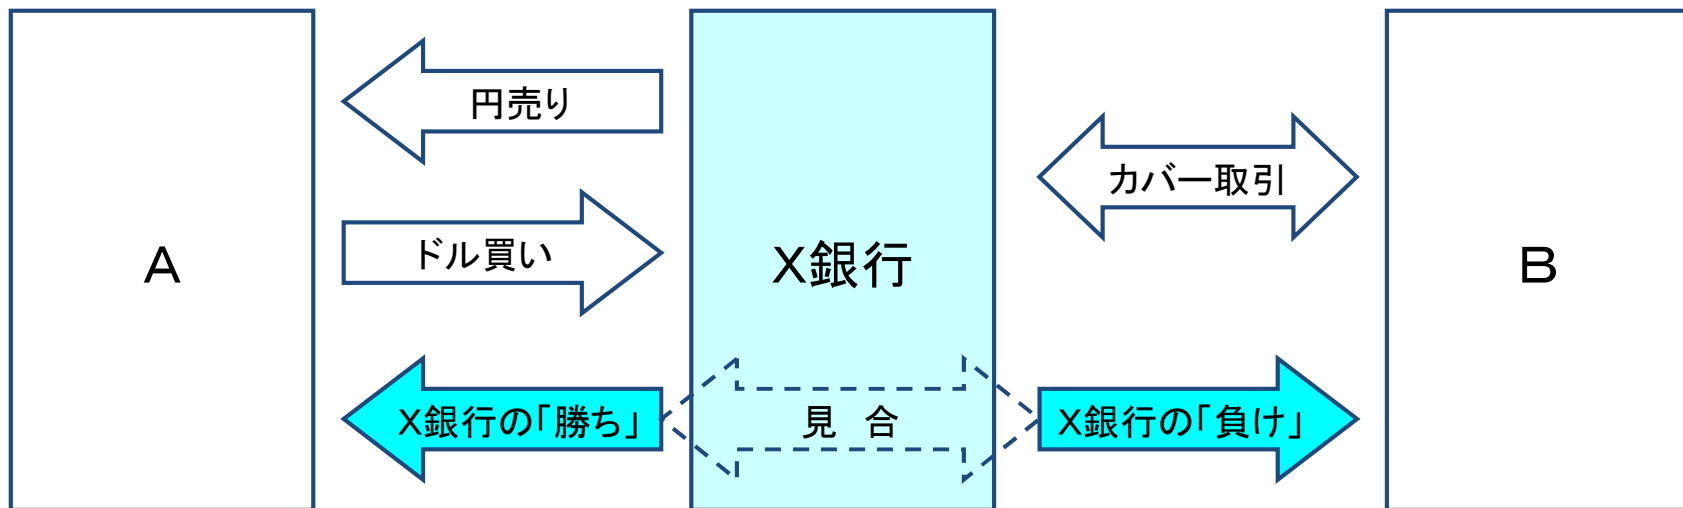 A
円売り
ドル買い
X銀行の「勝ち」
X銀行
見 合
カバー取引
X銀行の「負け」
B